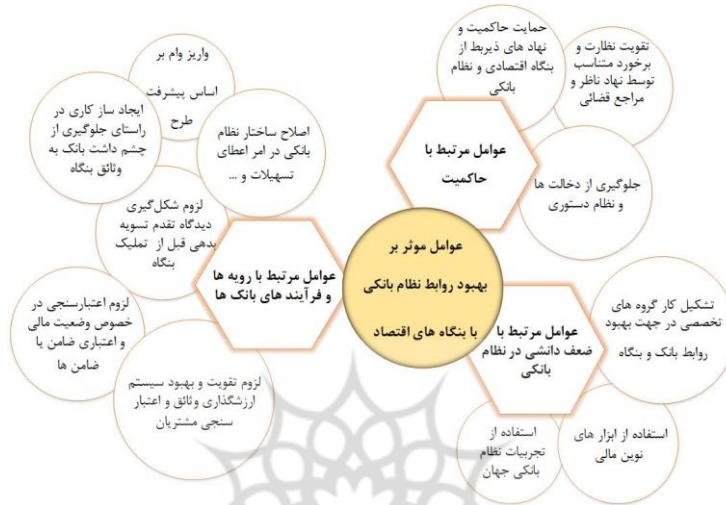 حمایت حاکمیت و
نهاد های ذیربط از
بنگاه اقتصادی و نظام
بانکی
تقویت نظارت و
برخورد متناسب
توسط نهاد ناظر و
مراجع قضائی
جلوگیری از دخالت ها
و نظام دستوری
عوامل مرتبط با
حاکمیت
واریز وام بر
اساس پیشرفت
طرح
ایجاد ساز کاری در
راستای جلوگیری از
چشم داشت بانک به
وثائق بنگاه
اصلاح ساختار نظام
بانکی در امر اعطای
تسهیلات و ...
لزوم شکل‌گیری
دیدگاه تقدم تسویه
بدهی قبل از تملیک
بنگاه
عوامل مرتبط با رویه ها
و فرآیند های بانک ها
لزوم اعتبارسنجی در
خصوص وضعیت مالی
و اعتباری ضامن یا
ضامن ها
لزوم تقویت و بهبود سیستم
ارزشگذاری وثائق و اعتبار
سنجی مشتریان
عوامل موثر بر
بهبود روابط نظام بانکی
با بنگاه های اقتصاد
عوامل مرتبط با
ضعف دانشی در نظام
بانکی
تشکیل کار گروه های
تخصصی در جهت بهبود
روابط بانک و بنگاه
استفاده از ابزار های
نوین مالی
استفاده از
تجربیات نظام
بانکی جهان